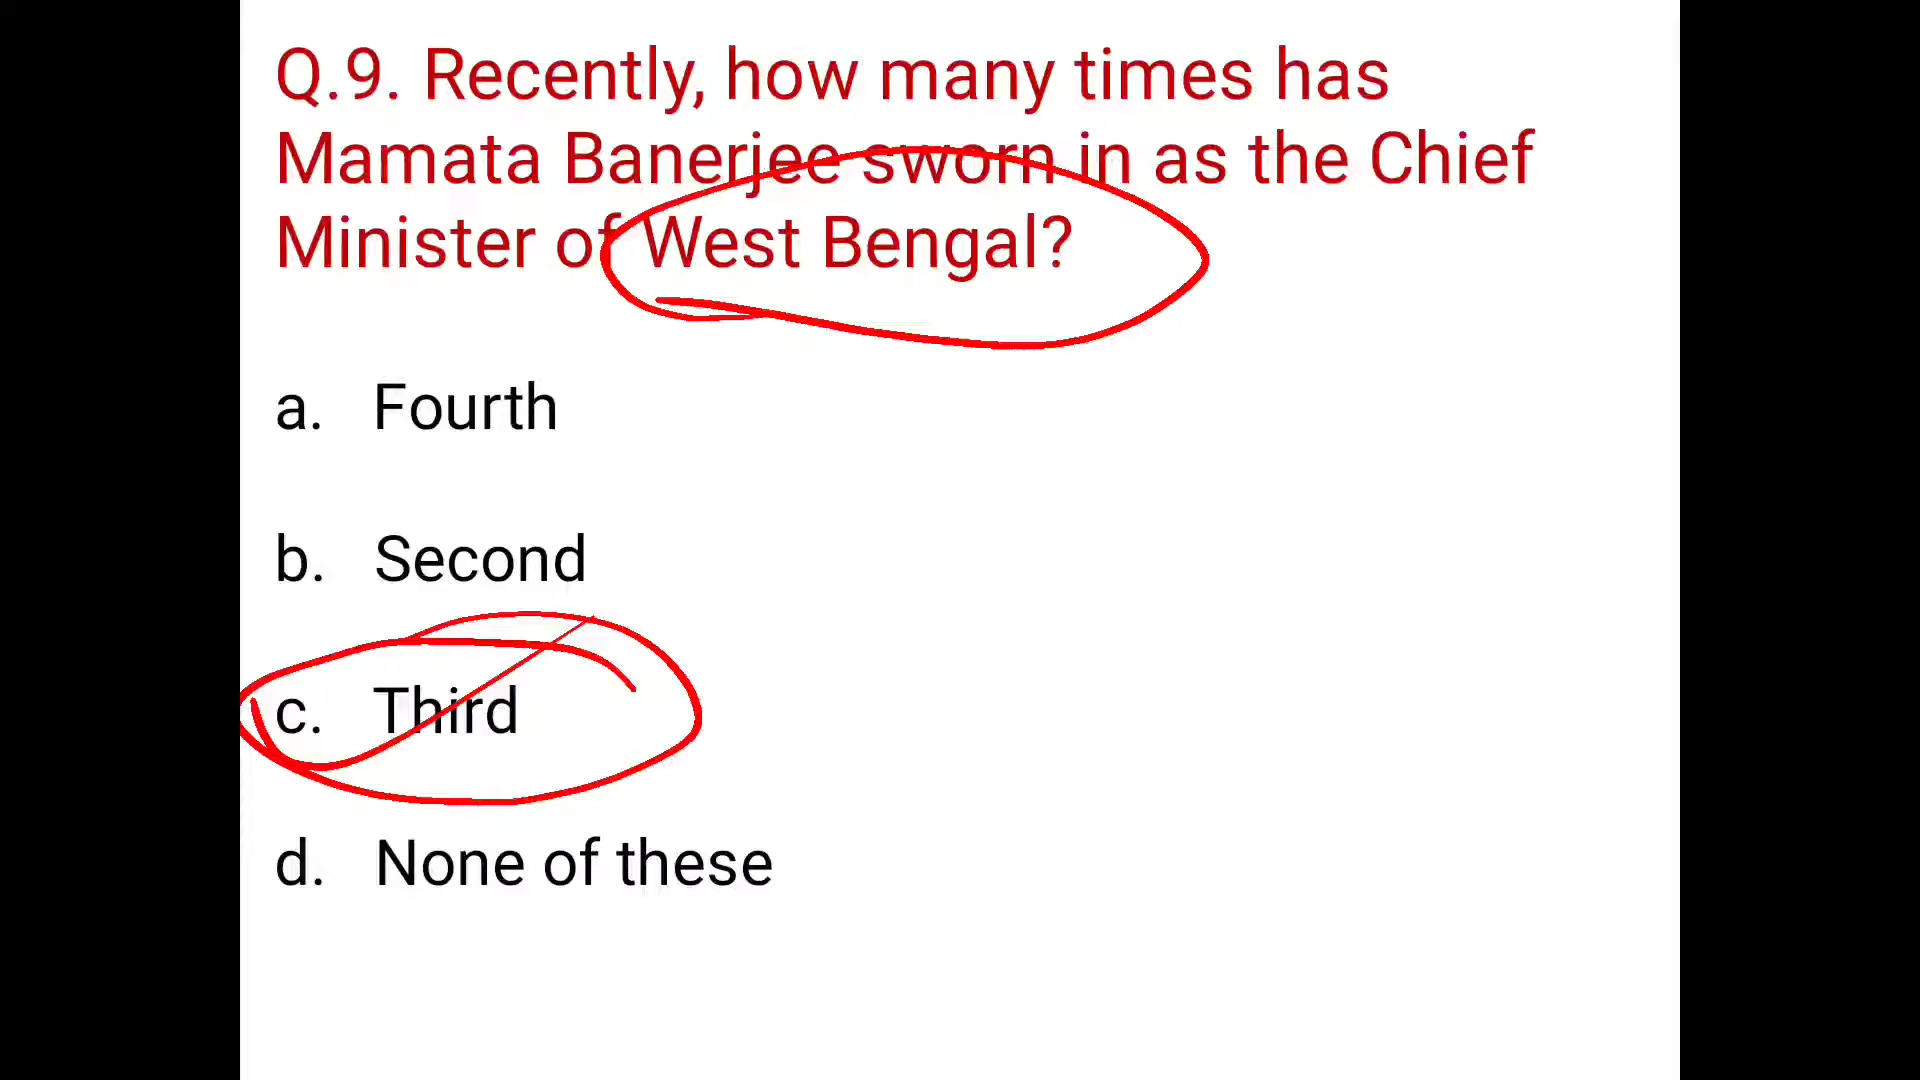 Q.9. Recently, how many times has
Mamata Banerjee sworn in as the Chief
Minister of West Bengal?
a. Fourth
b. Second
c. Third
d. None of these